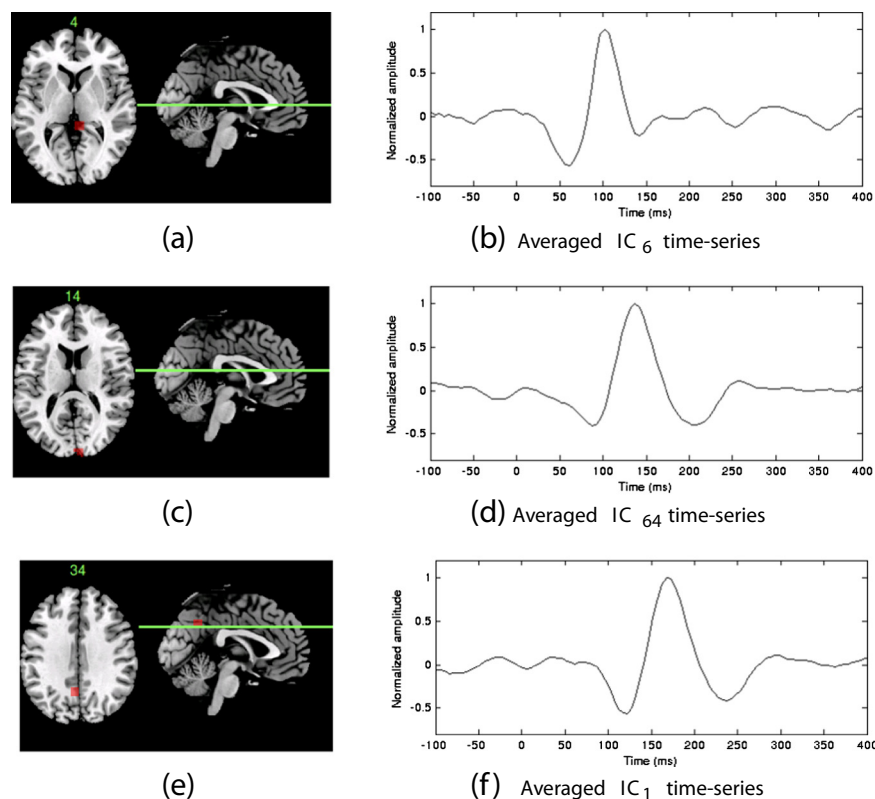 4
Normalized amplitude
1
0.5
0
-0.5
-100 -50 0 50 100 150 200 250 300 350 400
Time (ms)
(a)
(b) Averaged IC 6 time-series
14
Normalized amplitude
1
0.5
0
-0.5
-100 -50 0 50 100 150 200 250 300 350 400
Time (ms)
(c)
(d) Averaged IC 64 time-series
34
Normalized amplitude
1
0.5
0
-0.5
-100 -50 0 50 100 150 200 250 300 350 400
Time (ms)
(e)
(f) Averaged IC 1 time-series